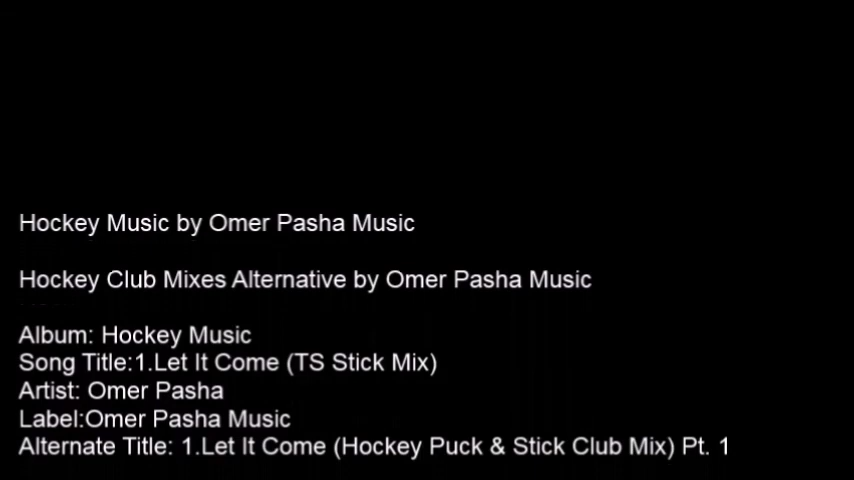 Hockey Music by Omer Pasha Music
Hockey Club Mixes Alternative by Omer Pasha Music
Album: Hockey Music
Song Title:1.Let It Come (TS Stick Mix)
Artist: Omer Pasha
Label:Omer Pasha Music
Alternate Title: 1.Let It Come (Hockey Puck & Stick Club Mix) Pt. 1